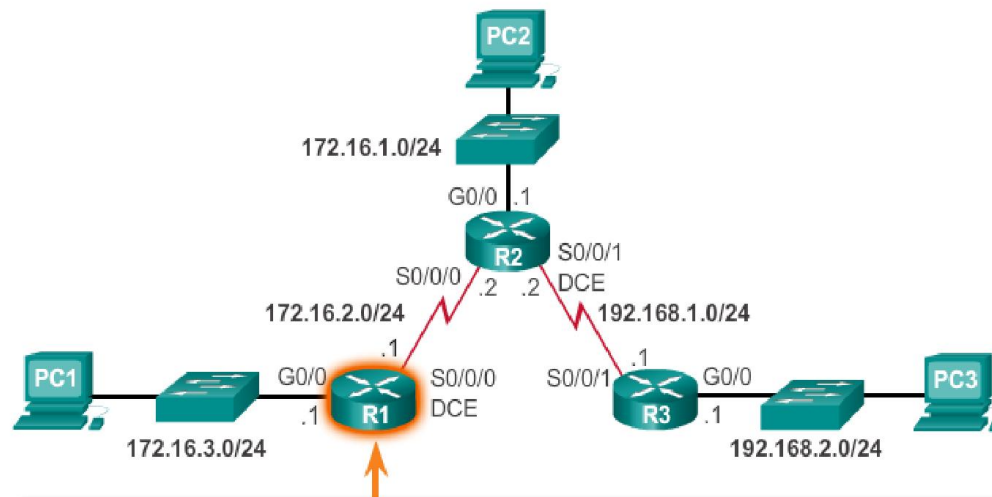 PC2
172.16.1.0/24
G0/0
.1
R2
S0/0/1
S0/0/0
.2
.2
DCE
172.16.2.0/24
192.168.1.0/24
.1
.1
PC1
G0/0
S0/0/0
S0/0/1
G0/0
PC3
.1
R1
DCE
R3
.1
172.16.3.0/24
192.168.2.0/24